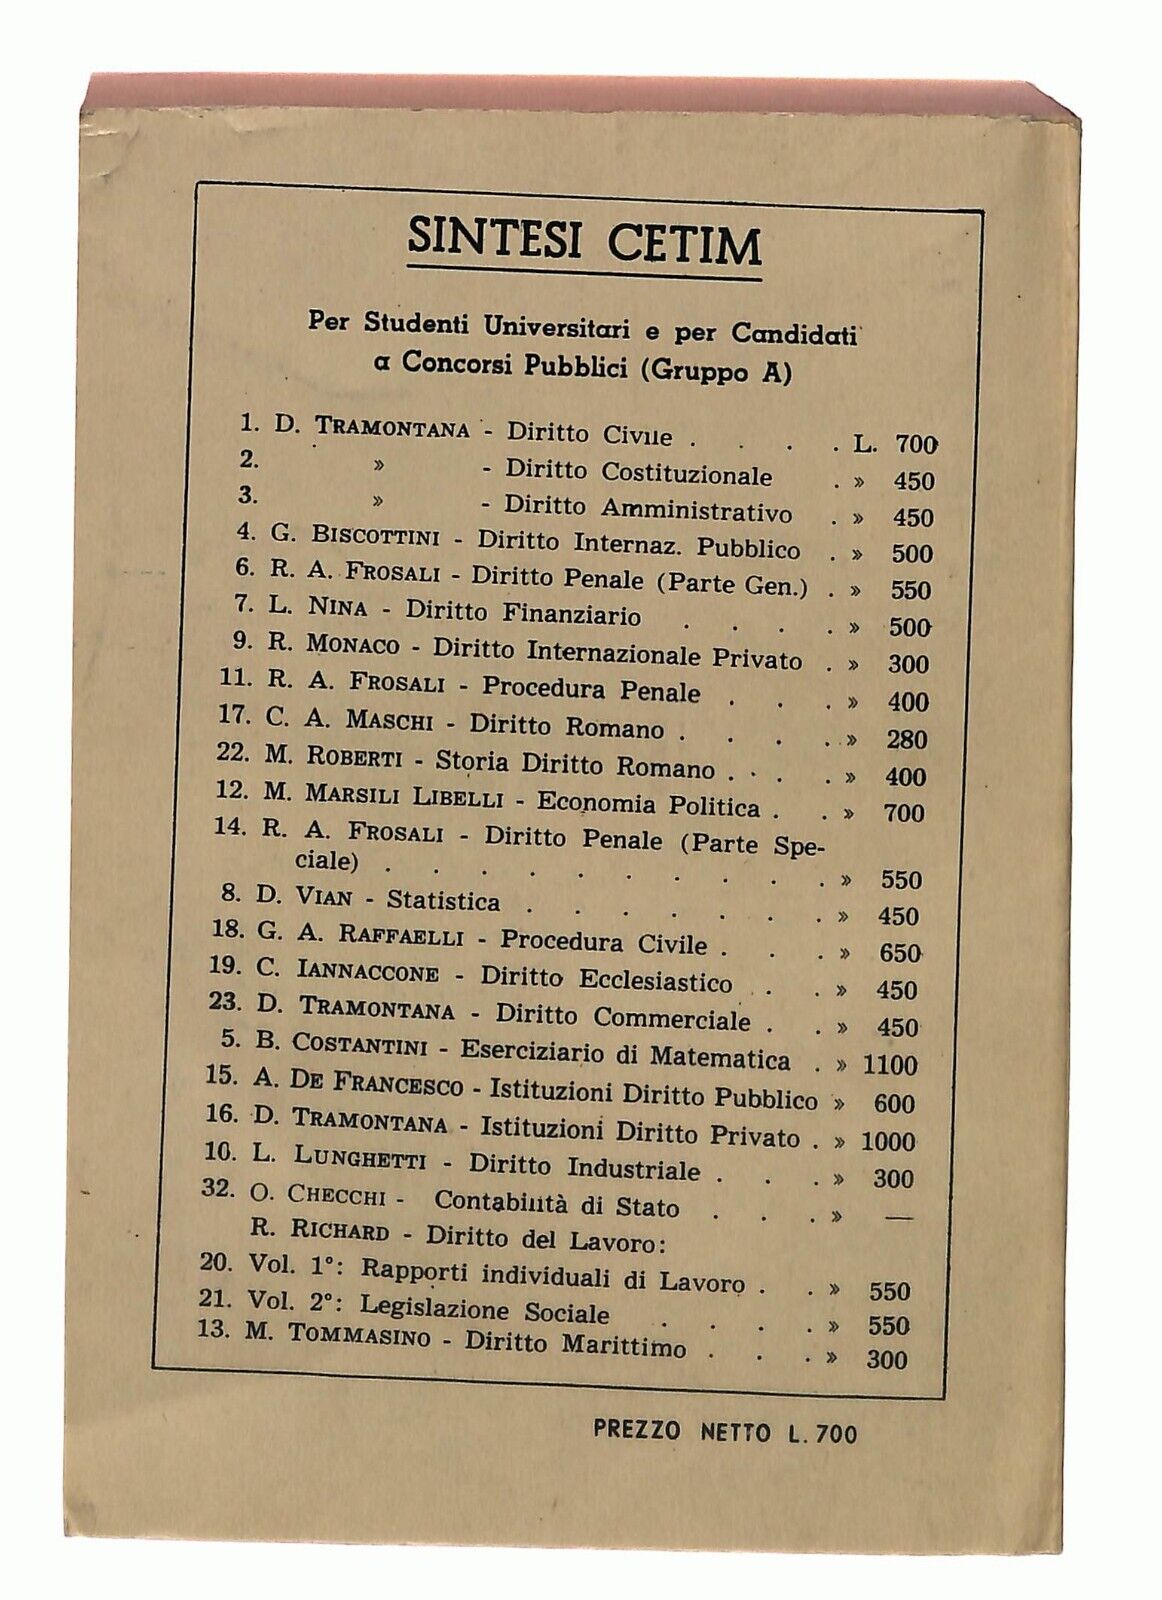 SINTESI CETIM
Per Studenti Universitari e per Candidati
a Concorsi Pubblici (Gruppo A)
1. D. TRAMONTANA - Diritto Civile . . . . L. 700
2. » - Diritto Costituzionale . » 450
3. » - Diritto Amministrativo . » 450
4. G. BISCOTTINI - Diritto Internaz. Pubblico . » 500
6. R. A. FROSALI - Diritto Penale (Parte Gen.) . » 550
7. L. NINA - Diritto Finanziario . . . . » 500
9. R. MONACO - Diritto Internazionale Privato . » 300
11. R. A. FROSALI - Procedura Penale . . . » 400
17. C. A. MASCHI - Diritto Romano . . . . » 280
22. M. ROBERTI - Storia Diritto Romano . . . . » 400
12. M. MARSILI LIBELLI - Economia Politica . . » 700
14. R. A. FROSALI - Diritto Penale (Parte Spe-
ciale) . . . . . . . . . . » 550
8. D. VIAN - Statistica . . . . . . . » 450
18. G. A. RAFFAELLI - Procedura Civile . . . » 650
19. C. IANNACCONE - Diritto Ecclesiastico . . » 450
23. D. TRAMONTANA - Diritto Commerciale . . » 450
5. B. COSTANTINI - Eserciziario di Matematica . » 1100
15. A. DE FRANCESCO - Istituzioni Diritto Pubblico » 600
16. D. TRAMONTANA - Istituzioni Diritto Privato . » 1000
10. L. LUNGHETTI - Diritto Industriale . . . » 300
32. O. CHECCHI - Contabilità di Stato . . . » —
R. RICHARD - Diritto del Lavoro:
20. Vol. 1°: Rapporti individuali di Lavoro . . » 550
21. Vol. 2°: Legislazione Sociale . . . . » 550
13. M. TOMMASINO - Diritto Marittimo . . . » 300
PREZZO NETTO L. 700